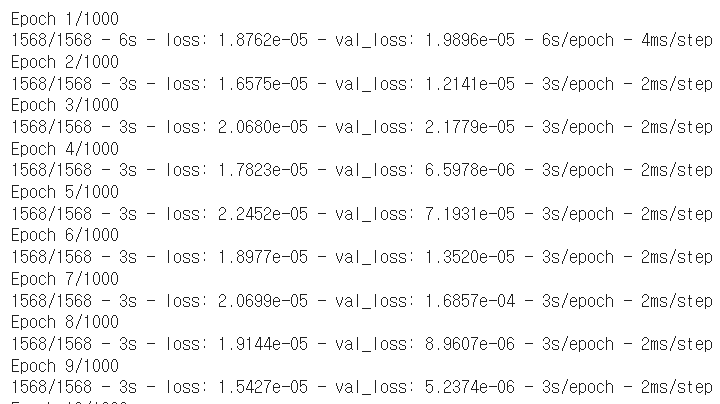 Epoch 1/1000
1568/1568 - 6s - loss: 1.8762e-05 - val_loss: 1.9896e-05 - 6s/epoch - 4ms/step
Epoch 2/1000
1568/1568 - 3s - loss: 1.6575e-05 - val_loss: 1.2141e-05 - 3s/epoch - 2ms/step
Epoch 3/1000
1568/1568 - 3s - loss: 2.0680e-05 - val_loss: 2.1779e-05 - 3s/epoch - 2ms/step
Epoch 4/1000
1568/1568 - 3s - loss: 1.7823e-05 - val_loss: 6.5978e-06 - 3s/epoch - 2ms/step
Epoch 5/1000
1568/1568 - 3s - loss: 2.2452e-05 - val_loss: 7.1931e-05 - 3s/epoch - 2ms/step
Epoch 6/1000
1568/1568 - 3s - loss: 1.8977e-05 - val_loss: 1.3520e-05 - 3s/epoch - 2ms/step
Epoch 7/1000
1568/1568 - 3s - loss: 2.0699e-05 - val_loss: 1.6857e-04 - 3s/epoch - 2ms/step
Epoch 8/1000
1568/1568 - 3s - loss: 1.9144e-05 - val_loss: 8.9607e-06 - 3s/epoch - 2ms/step
Epoch 9/1000
1568/1568 - 3s - loss: 1.5427e-05 - val_loss: 5.2374e-06 - 3s/epoch - 2ms/step